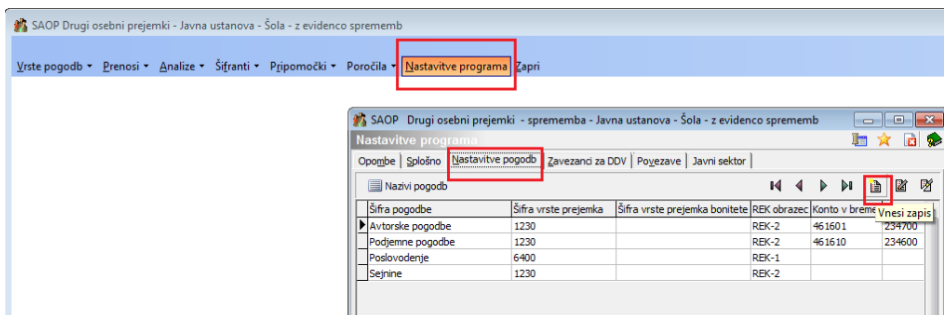 SAOP Drugi osebni prejemki - Javna ustanova - Šola - z evidenco sprememb
Vrste pogodb Prenosi Analize Šifranti Pripomočki Poročila Nastavitve programa Zapri
SAOP Drugi osebni prejemki - sprememba - Javna ustanova - Šola - z evidenco sprememb
Nastavitve programa
Opombe Splošno Nastavitve pogodb Zavezanci za DDV Povezave Javni sektor
Nazivi pogodb
Šifra pogodbe Šifra vrste prejemka Šifra vrste prejemka bonitete REK obrazec Konto v breme Vnesi zapis
Avtorske pogodbe 1230 REK-2 461601 234700
Podjemne pogodbe 1230 REK-2 461610 234600
Poslovodenje 6400 REK-1
Sejnine 1230 REK-2